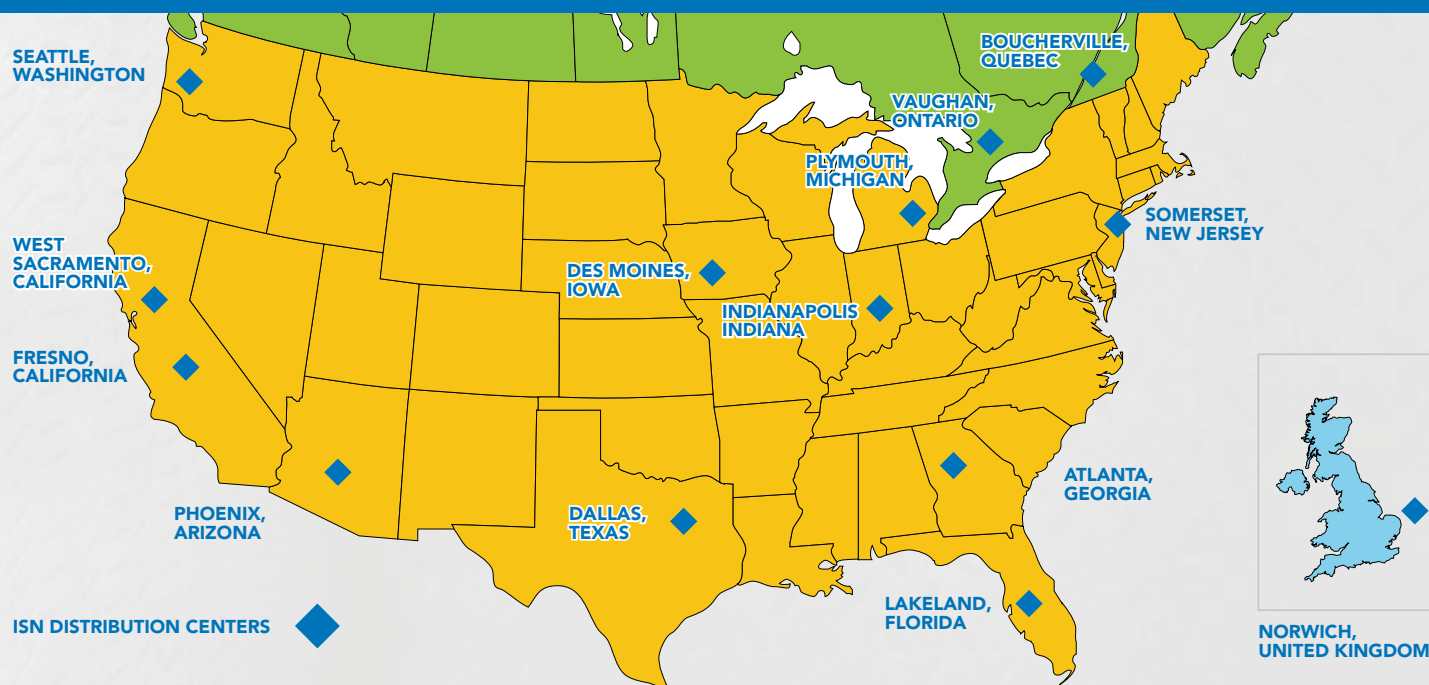 SEATTLE,
WASHINGTON
BOUCHERVILLE,
QUEBEC
VAUGHAN,
ONTARIO
PLYMOUTH,
MICHIGAN
SOMERSET,
NEW JERSEY
WEST
SACRAMENTO,
CALIFORNIA
DES MOINES,
IOWA
INDIANAPOLIS
INDIANA
FRESNO,
CALIFORNIA
ATLANTA,
GEORGIA
PHOENIX,
ARIZONA
DALLAS,
TEXAS
LAKELAND,
FLORIDA
ISN DISTRIBUTION CENTERS
NORWICH,
UNITED KINGDOM